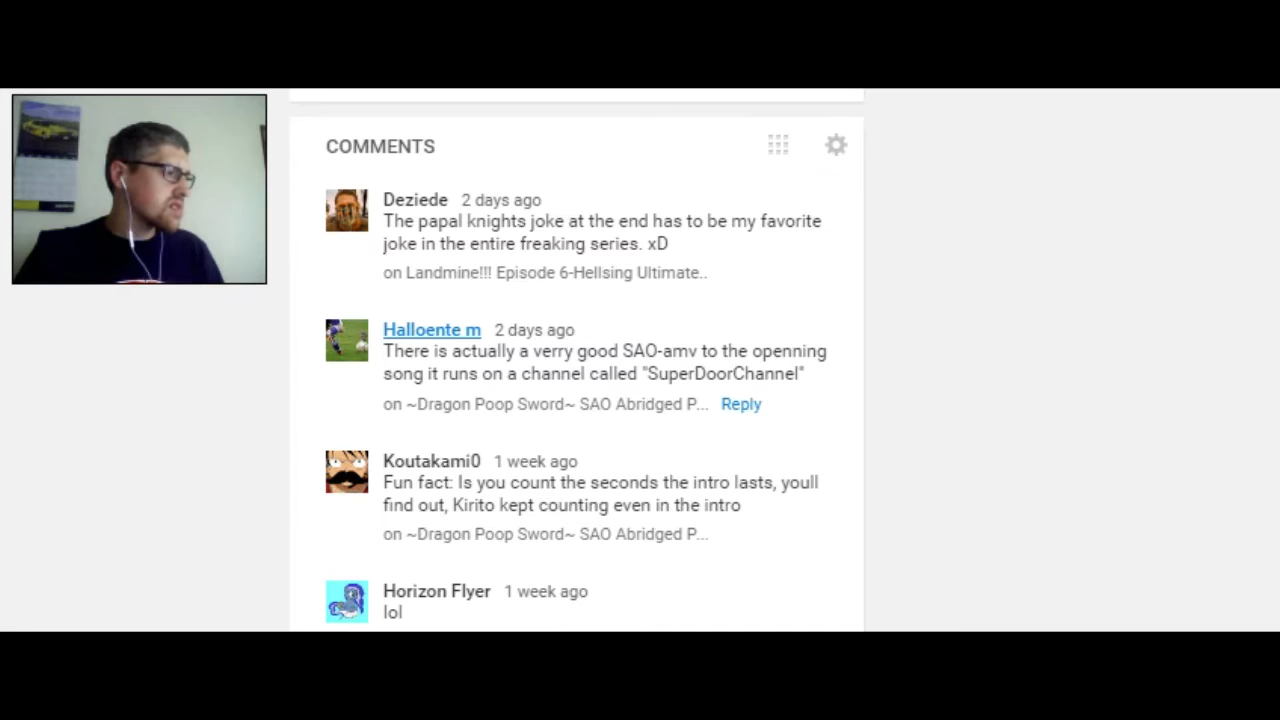 COMMENTS
Deziede 2 days ago
The papal knights joke at the end has to be my favorite
joke in the entire freaking series. xD
on Landmine!!! Episode 6-Hellsing Ultimate..
Halloente m 2 days ago
There is actually a verry good SAO-amv to the openning
song it runs on a channel called "SuperDoorChannel"
on ~Dragon Poop Sword~ SAO Abridged P... Reply
Koutakami0 1 week ago
Fun fact: Is you count the seconds the intro lasts, youll
find out, Kirito kept counting even in the intro
on ~Dragon Poop Sword~ SAO Abridged P...
Horizon Flyer 1 week ago
lol